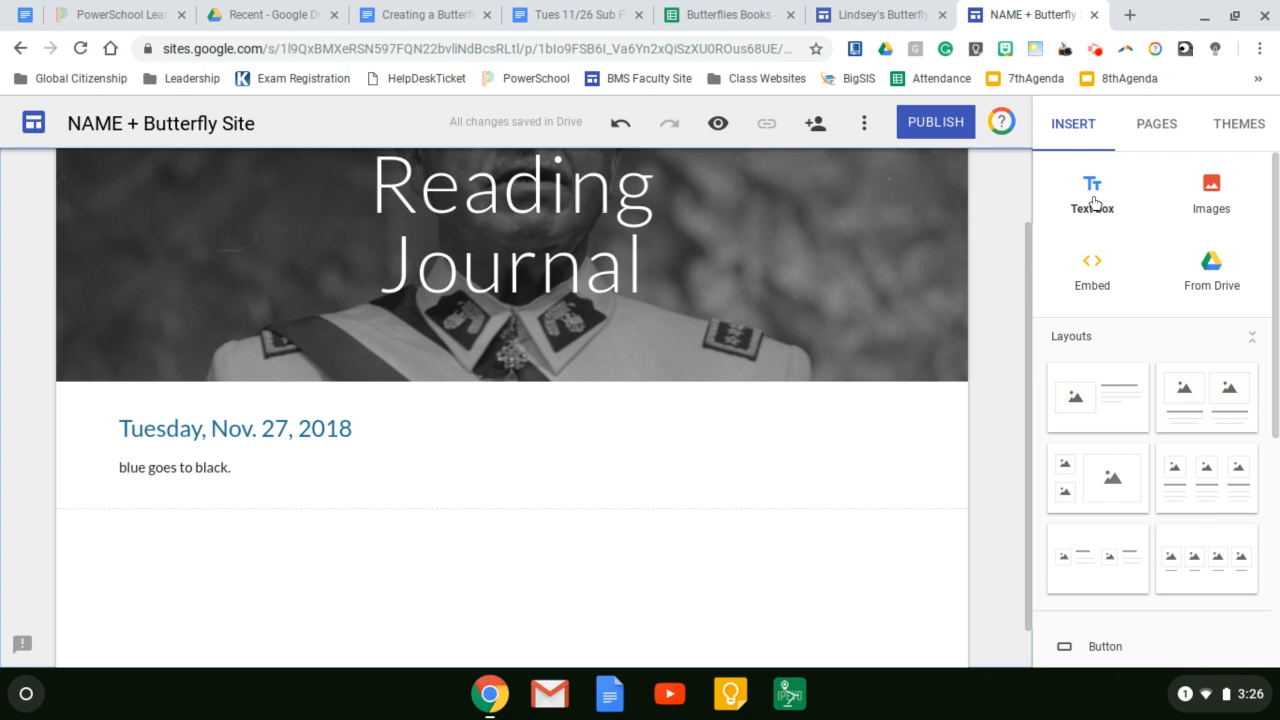 PowerSchool Lea
Recent - Google D
Creating a Butterf
Tues 11/26 Sub P
Butterflies Books -
Lindsey's Butterfly
NAME + Butterfly
sites.google.com/s/1l9QxBMXeRSN597FQN22bvliNdBcsRLtl/p/1bIo9FSB6I_Va6Yn2xQiSzXU0ROus68UE/...
Global Citizenship
Leadership
Exam Registration
HelpDeskTicket
PowerSchool
BMS Faculty Site
Class Websites
BigSIS
Attendance
7thAgenda
8thAgenda
»
NAME + Butterfly Site
All changes saved in Drive
PUBLISH
INSERT
PAGES
THEMES
Reading
Journal
Tuesday, Nov. 27, 2018
blue goes to black.
Text box
Images
Embed
From Drive
Layouts
Button
1
3:26